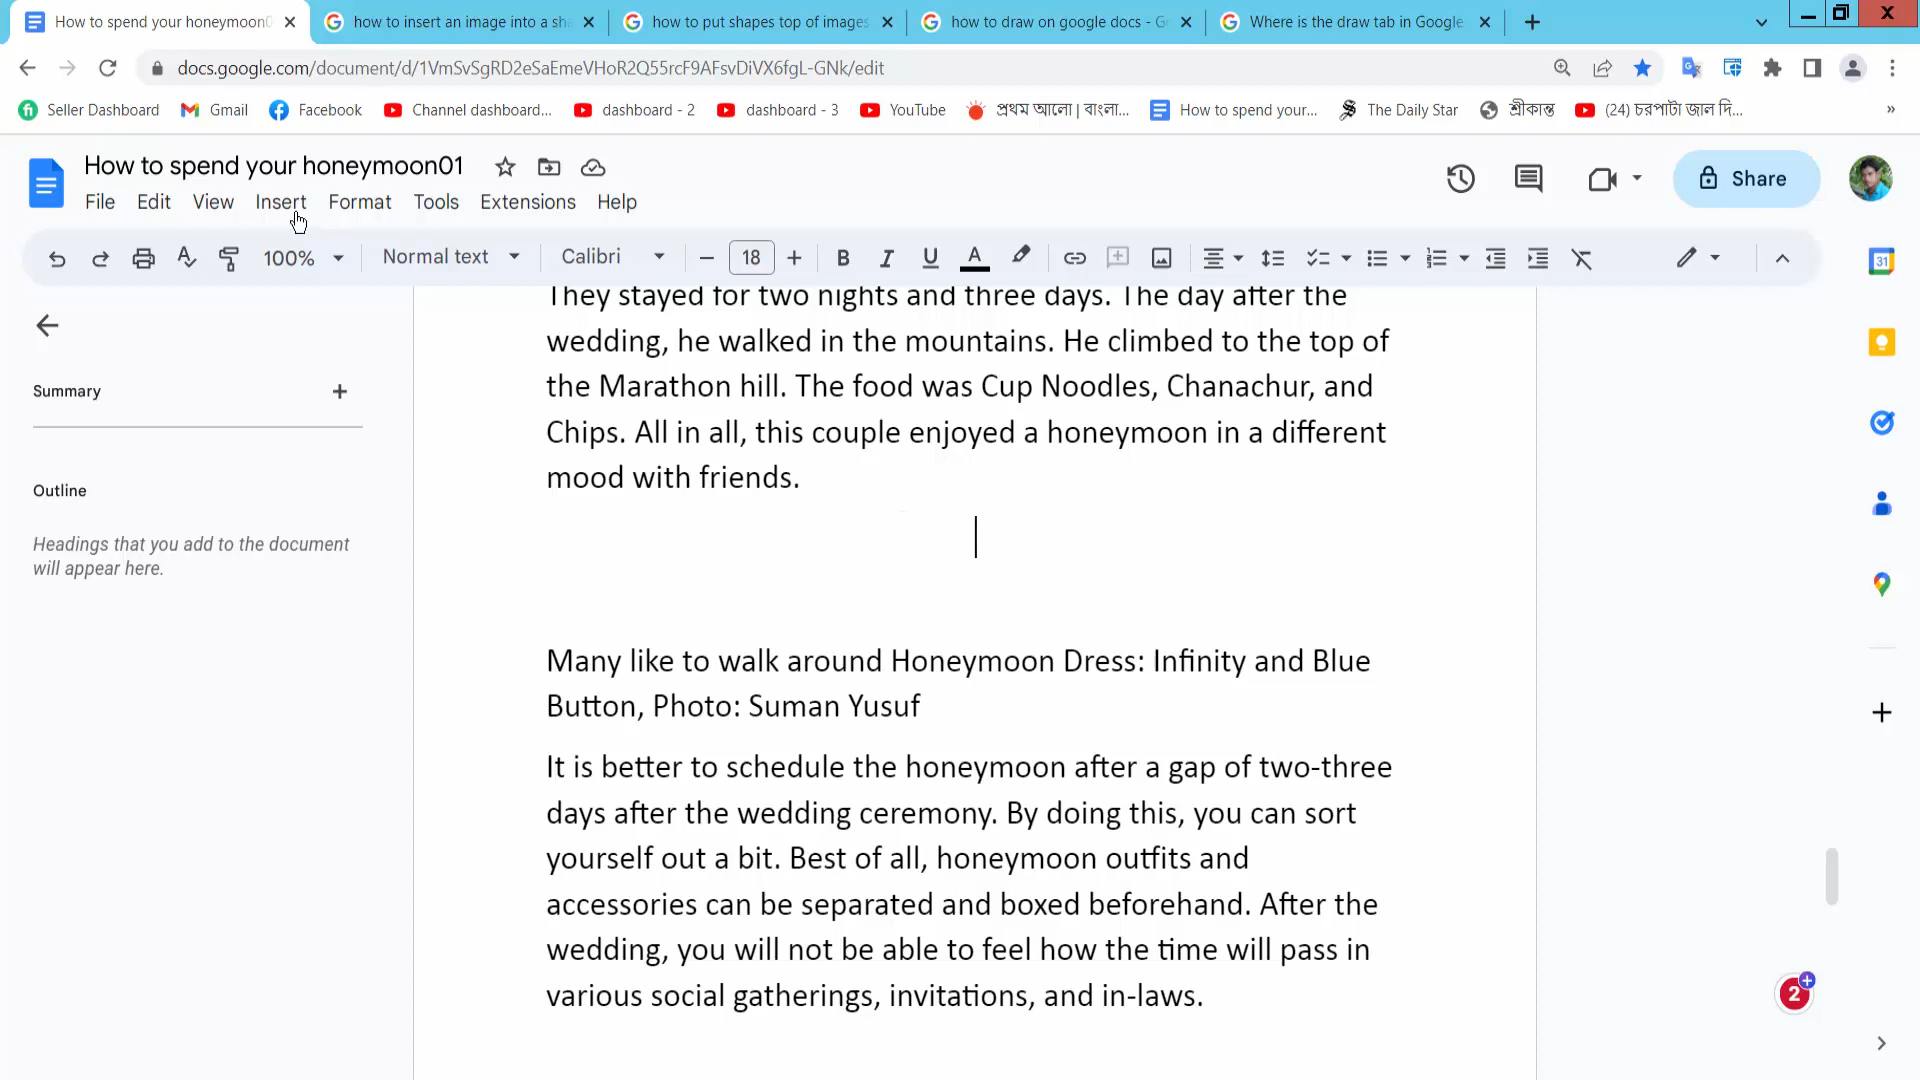 How to spend your honeymoon0
how to insert an image into a sha
how to put shapes top of images
how to draw on google docs - Go
Where is the draw tab in Google
docs.google.com/document/d/1VmSvSgRD2eSaEmeVHoR2Q55rcF9AFsvDiVX6fgL-GNk/edit
Seller Dashboard
Gmail
Facebook
Channel dashboard...
dashboard - 2
dashboard - 3
YouTube
প্রথম আলো | বাংলা...
How to spend your...
The Daily Star
শ্রীকান্ত
(24) চরপাটা জাল দি...
How to spend your honeymoon01
File Edit View Insert Format Tools Extensions Help
Share
100%
Normal text
Calibri
18
31
They stayed for two nights and three days. The day after the
wedding, he walked in the mountains. He climbed to the top of
the Marathon hill. The food was Cup Noodles, Chanachur, and
Chips. All in all, this couple enjoyed a honeymoon in a different
mood with friends.
Summary
Outline
Headings that you add to the document
will appear here.
Many like to walk around Honeymoon Dress: Infinity and Blue
Button, Photo: Suman Yusuf
It is better to schedule the honeymoon after a gap of two-three
days after the wedding ceremony. By doing this, you can sort
yourself out a bit. Best of all, honeymoon outfits and
accessories can be separated and boxed beforehand. After the
wedding, you will not be able to feel how the time will pass in
various social gatherings, invitations, and in-laws.
2